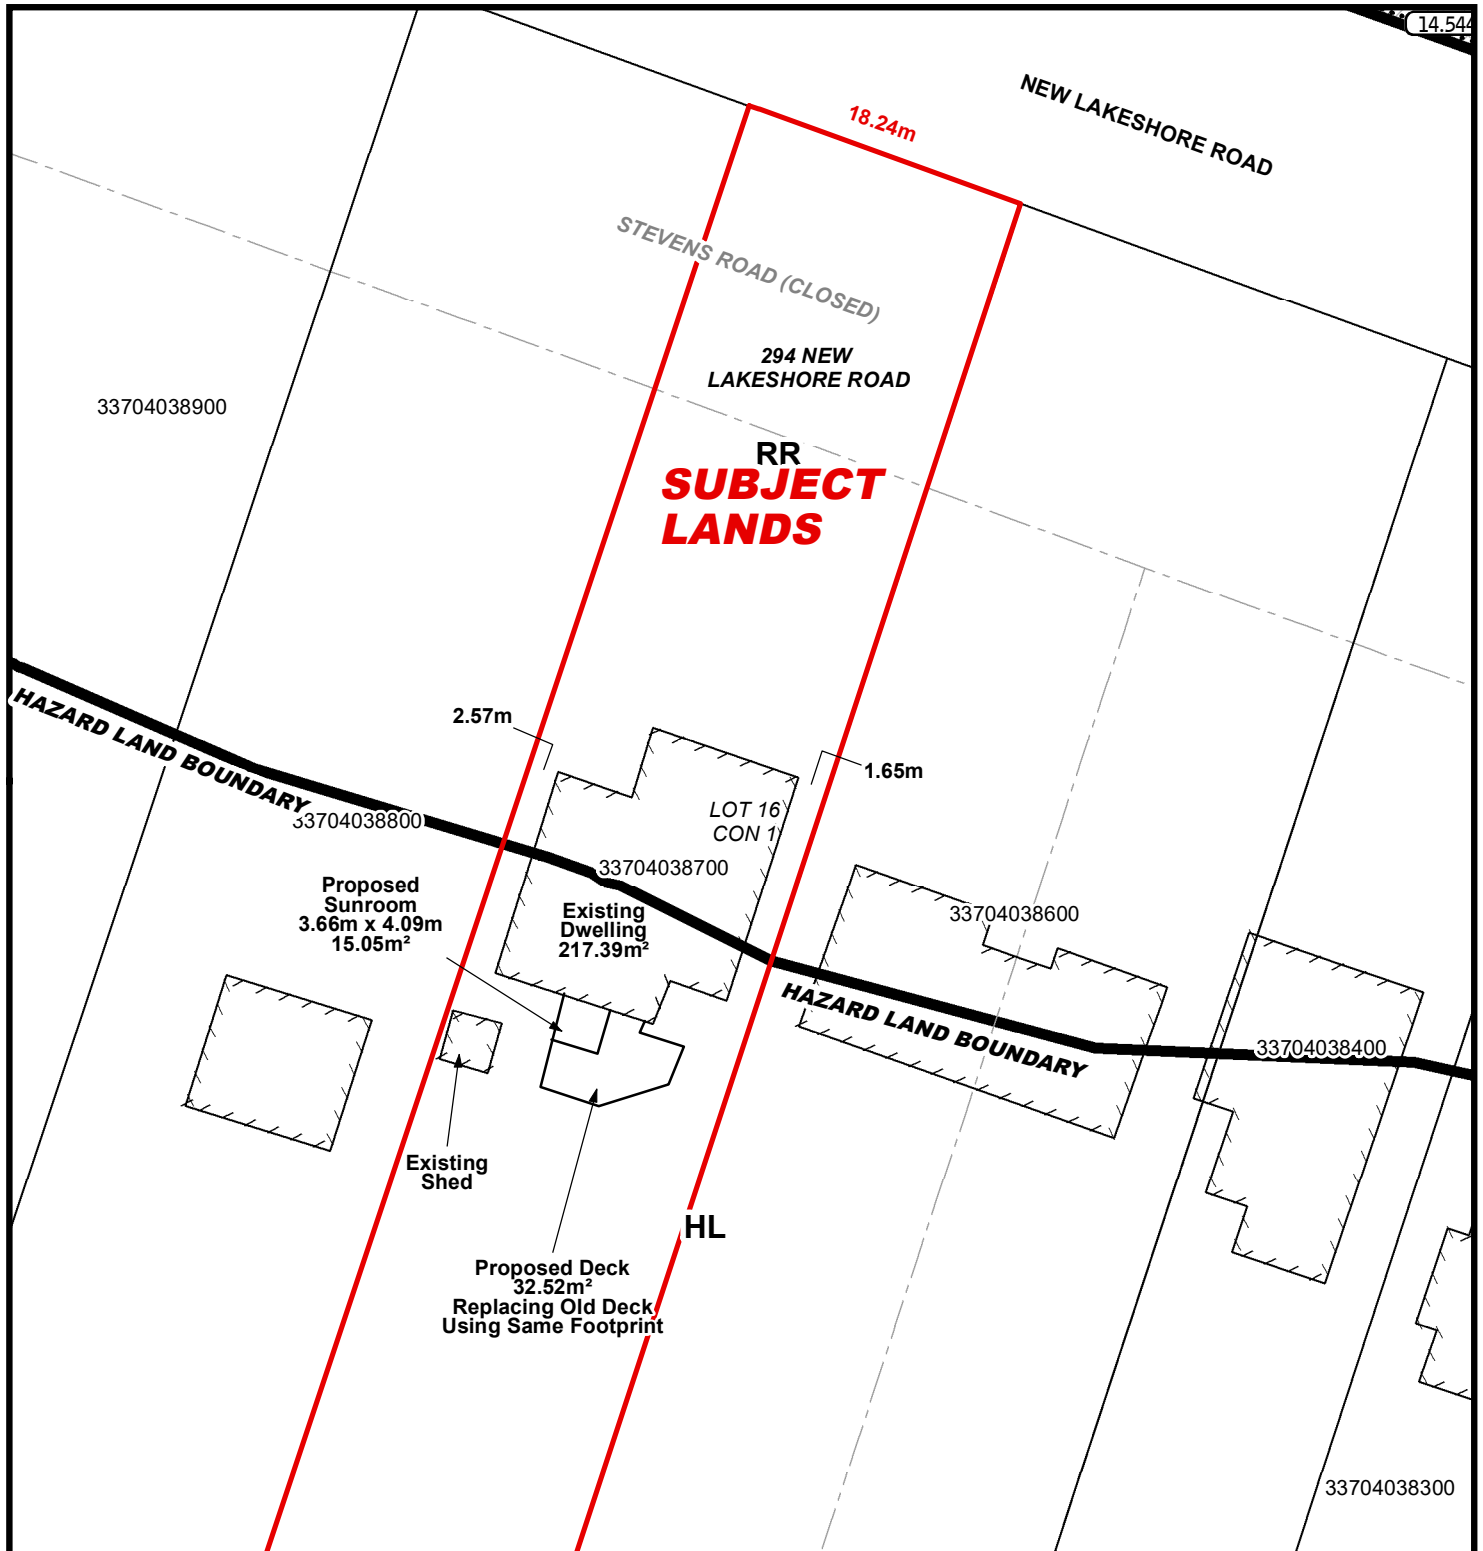 14.544
NEW LAKESHORE ROAD
18.24m
STEVENS ROAD (CLOSED)
294 NEW
LAKESHORE ROAD
33704038900
RR
SUBJECT
LANDS
HAZARD LAND BOUNDARY
2.57m
1.65m
LOT 16
CON 1
33704038800
33704038700
Proposed
Sunroom
3.66m x 4.09m
15.05m²
Existing
Dwelling
217.39m²
33704038600
HAZARD LAND BOUNDARY
33704038400
Existing
Shed
HL
Proposed Deck
32.52m²
Replacing Old Deck
Using Same Footprint
33704038300